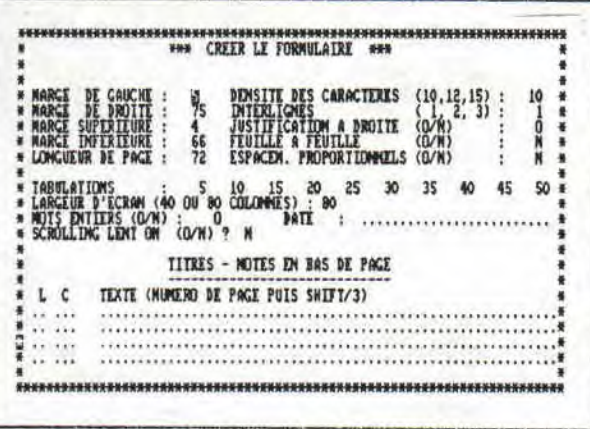 *** CREER LE FORMULAIRE ***
MARGE DE GAUCHE : DENSITE DES CARACTERES (10,12,15) : 10
MARGE DE DROITE : 75 INTERLIGNES ( 1, 2, 3) : 1
MARGE SUPERIEURE : 4 JUSTIFICATION A DROITE (O/N) : O
MARGE INFERIEURE : 66 FEUILLE A FEUILLE (O/N) : N
LONGUEUR DE PAGE : 72 ESPACEM. PROPORTIONNELS (O/N) : N
TABULATIONS : 5 10 15 20 25 30 35 40 45 50
LARGEUR D'ECRAN (40 OU 80 COLONNES) : 80
MOTS ENTIERS (O/N) : O DATE : ......................
SCROLLING LENT ON (O/N) ? N
TITRES - NOTES EN BAS DE PAGE
L C TEXTE (NUMERO DE PAGE PUIS SHIFT/3)